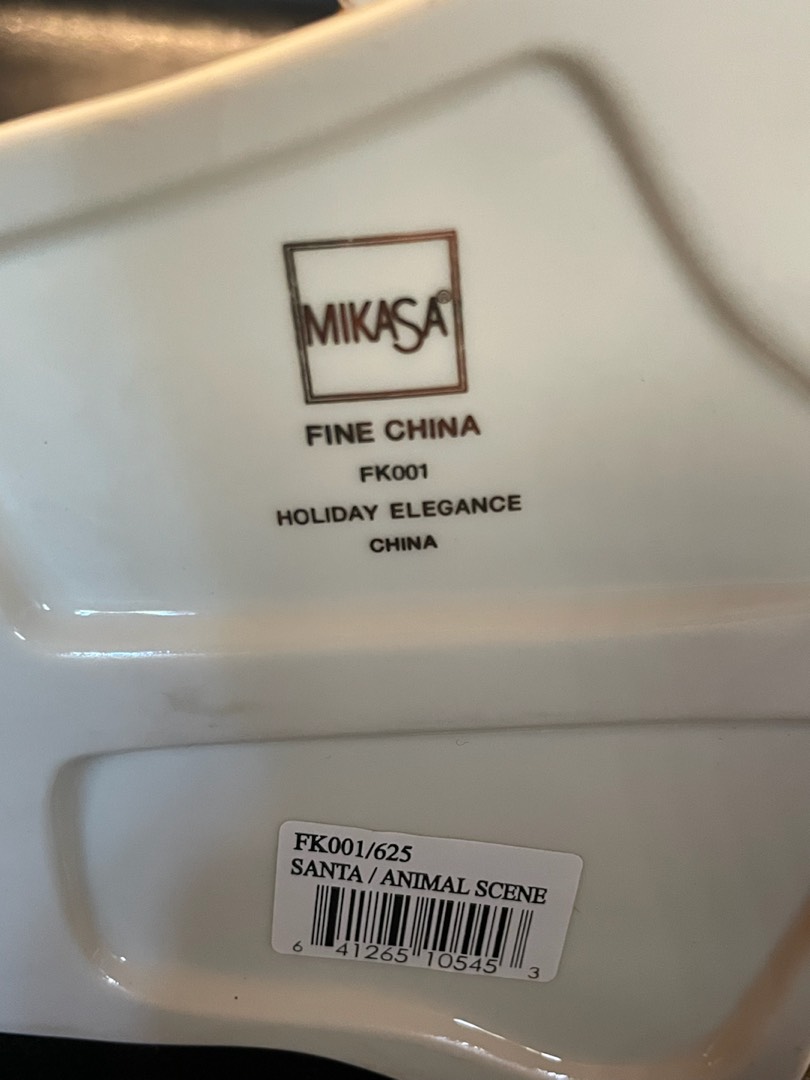 MIKASA®
FINE CHINA
FK001
HOLIDAY ELEGANCE
CHINA
FK001/625
SANTA / ANIMAL SCENE
6 41265 10545 3